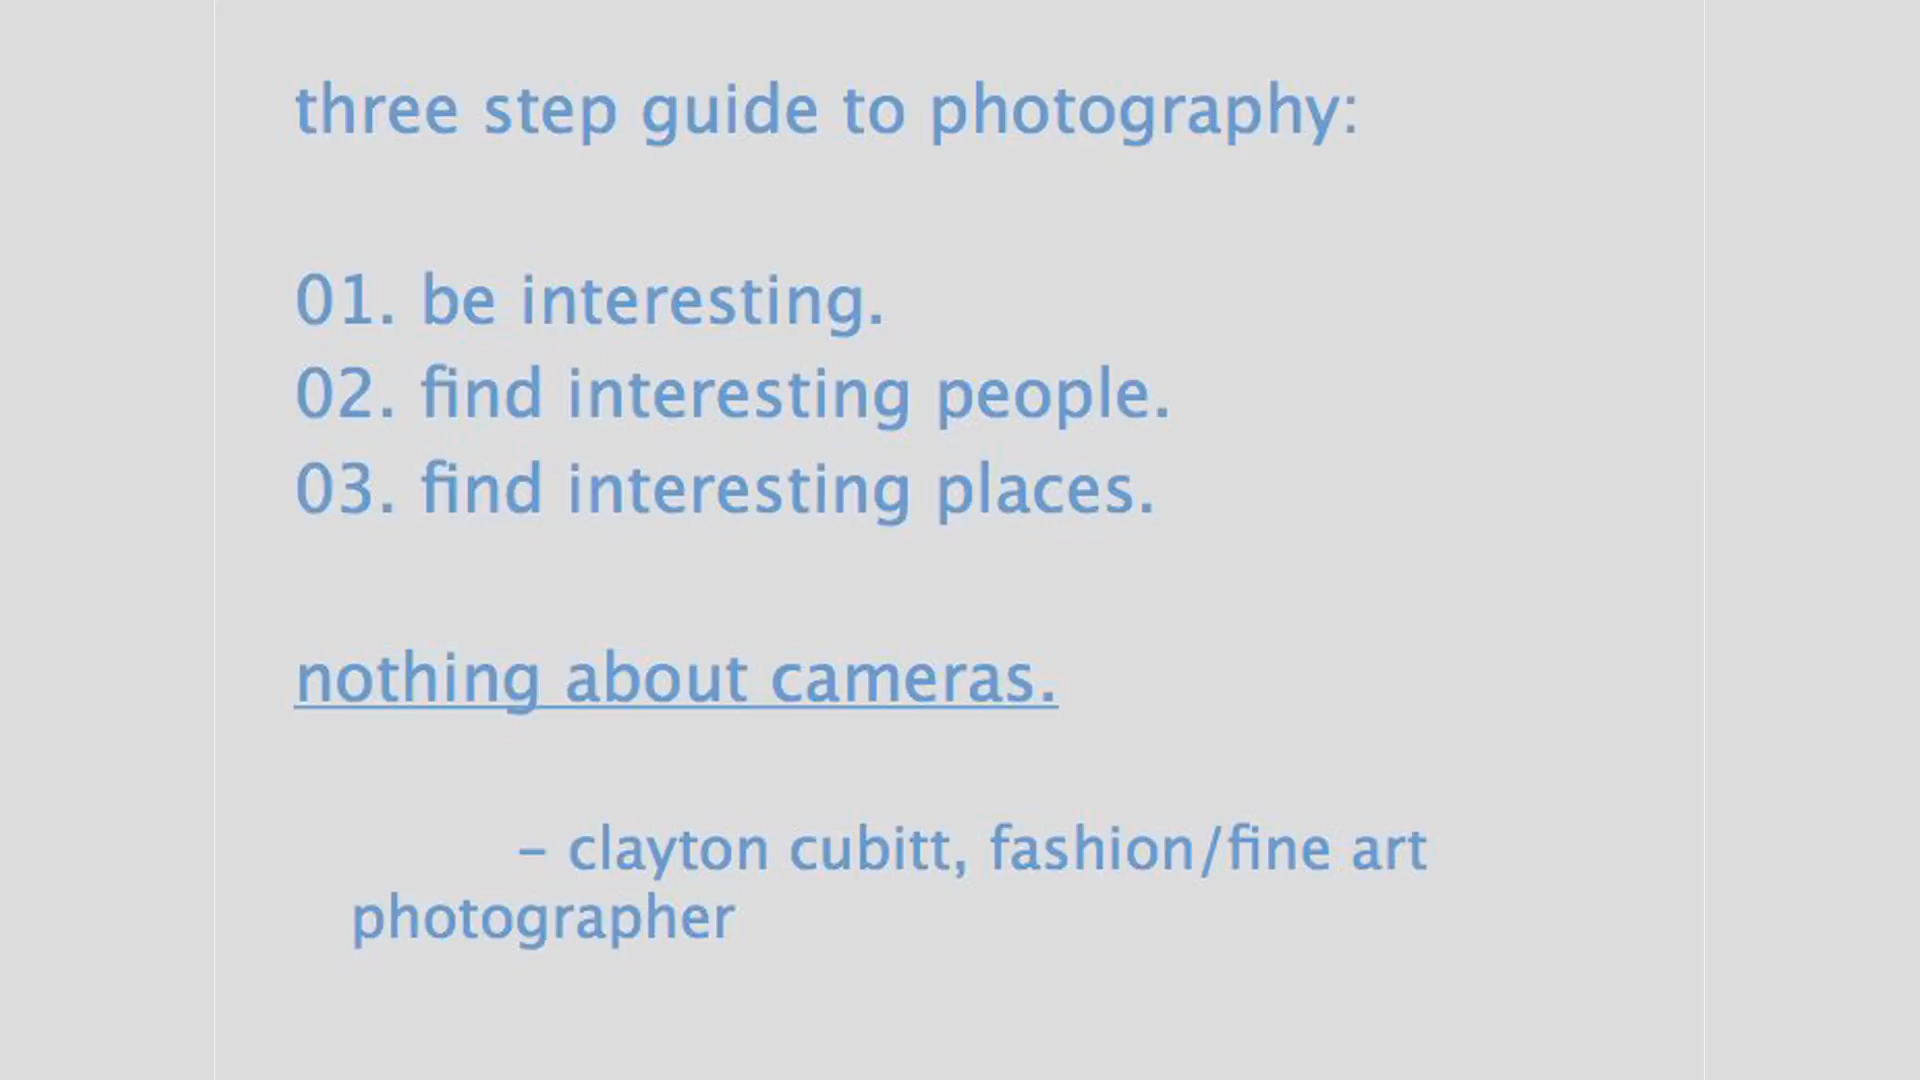 three step guide to photography:
01. be interesting.
02. find interesting people.
03. find interesting places.
nothing about cameras.
– clayton cubitt, fashion/fine art
photographer